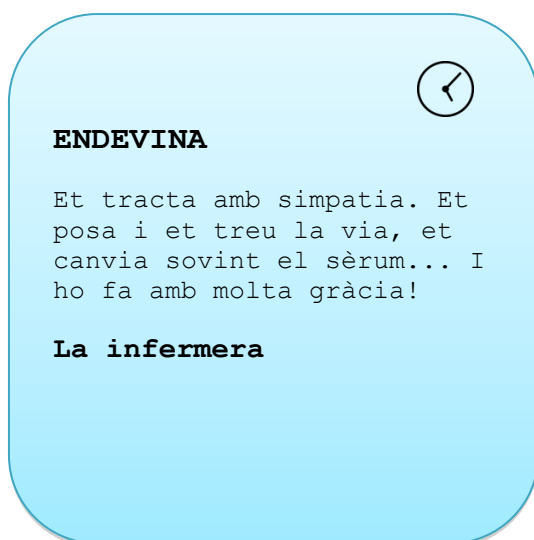 ENDEVINA
Et tracta amb simpatia. Et
posa i et treu la via, et
canvia sovint el sèrum... I
ho fa amb molta gràcia!
La infermera